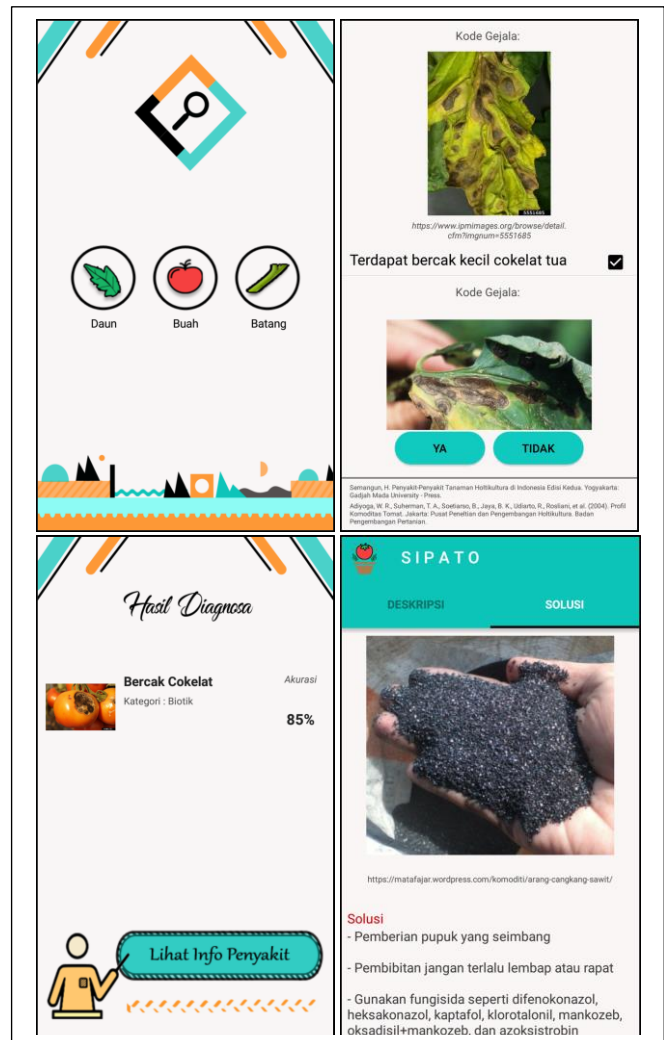 Daun
Buah
Batang
Kode Gejala:
5551685
https://www.ipmimages.org/browse/detail.
cfm?imgnum=5551685
Terdapat bercak kecil cokelat tua
Kode Gejala:
YA
TIDAK
Semangun, H. Penyakit-Penyakit Tanaman Holtikultura di Indonesia Edisi Kedua. Yogyakarta:
Gadjah Mada University - Press.
Adiyoga, W. R., Suherman, T. A., Soetiarso, B., Jaya, B. K., Udiarto, R., Rosliani, et al. (2004). Profil
Komoditas Tomat. Jakarta: Pusat Peneltian dan Pengembangan Holtikultura. Badan
Pengembangan Pertanian.
Hasil Diagnosa
Bercak Cokelat
Kategori : Biotik
Akurasi
85%
Lihat Info Penyakit
SIPATO
DESKRIPSI
SOLUSI
https://matafajar.wordpress.com/komoditi/arang-cangkang-sawit/
Solusi
- Pemberian pupuk yang seimbang
- Pembibitan jangan terlalu lembap atau rapat
- Gunakan fungisida seperti difenokonazol,
heksakonazol, kaptafol, klorotalonil, mankozeb,
oksadisil+mankozeb, dan azoksistrobin